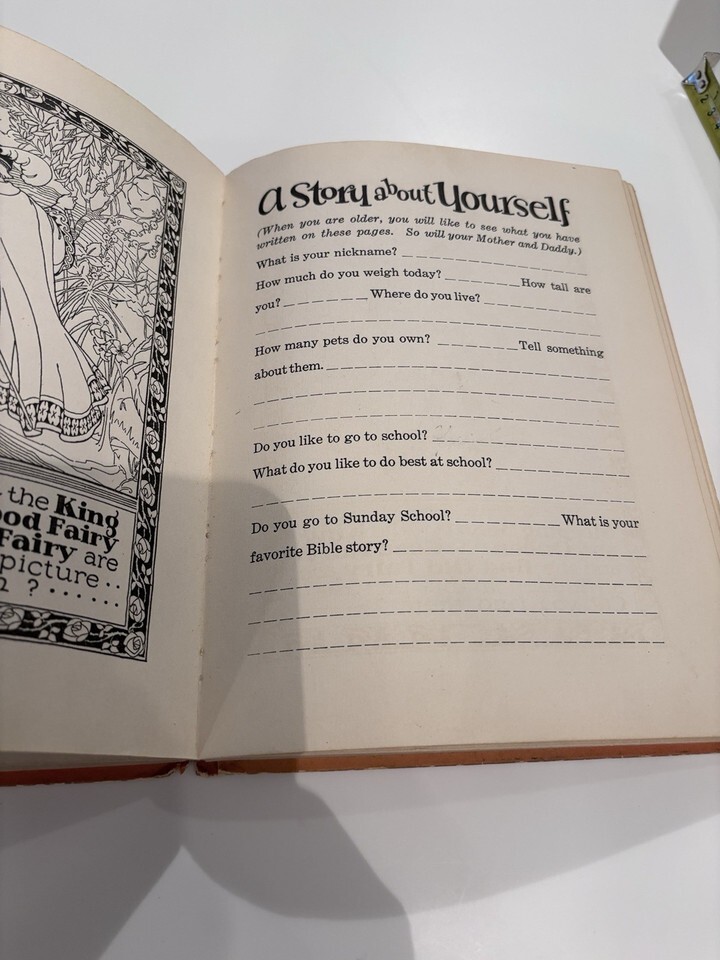 the King
ood Fairy
Fairy are
picture..
? ......
a Story about Yourself
(When you are older, you will like to see what you have
written on these pages. So will your Mother and Daddy.)
What is your nickname?
How much do you weigh today? How tall are
you? Where do you live?
How many pets do you own? Tell something
about them.
Do you like to go to school?
What do you like to do best at school?
Do you go to Sunday School? What is your
favorite Bible story?
2 3 4